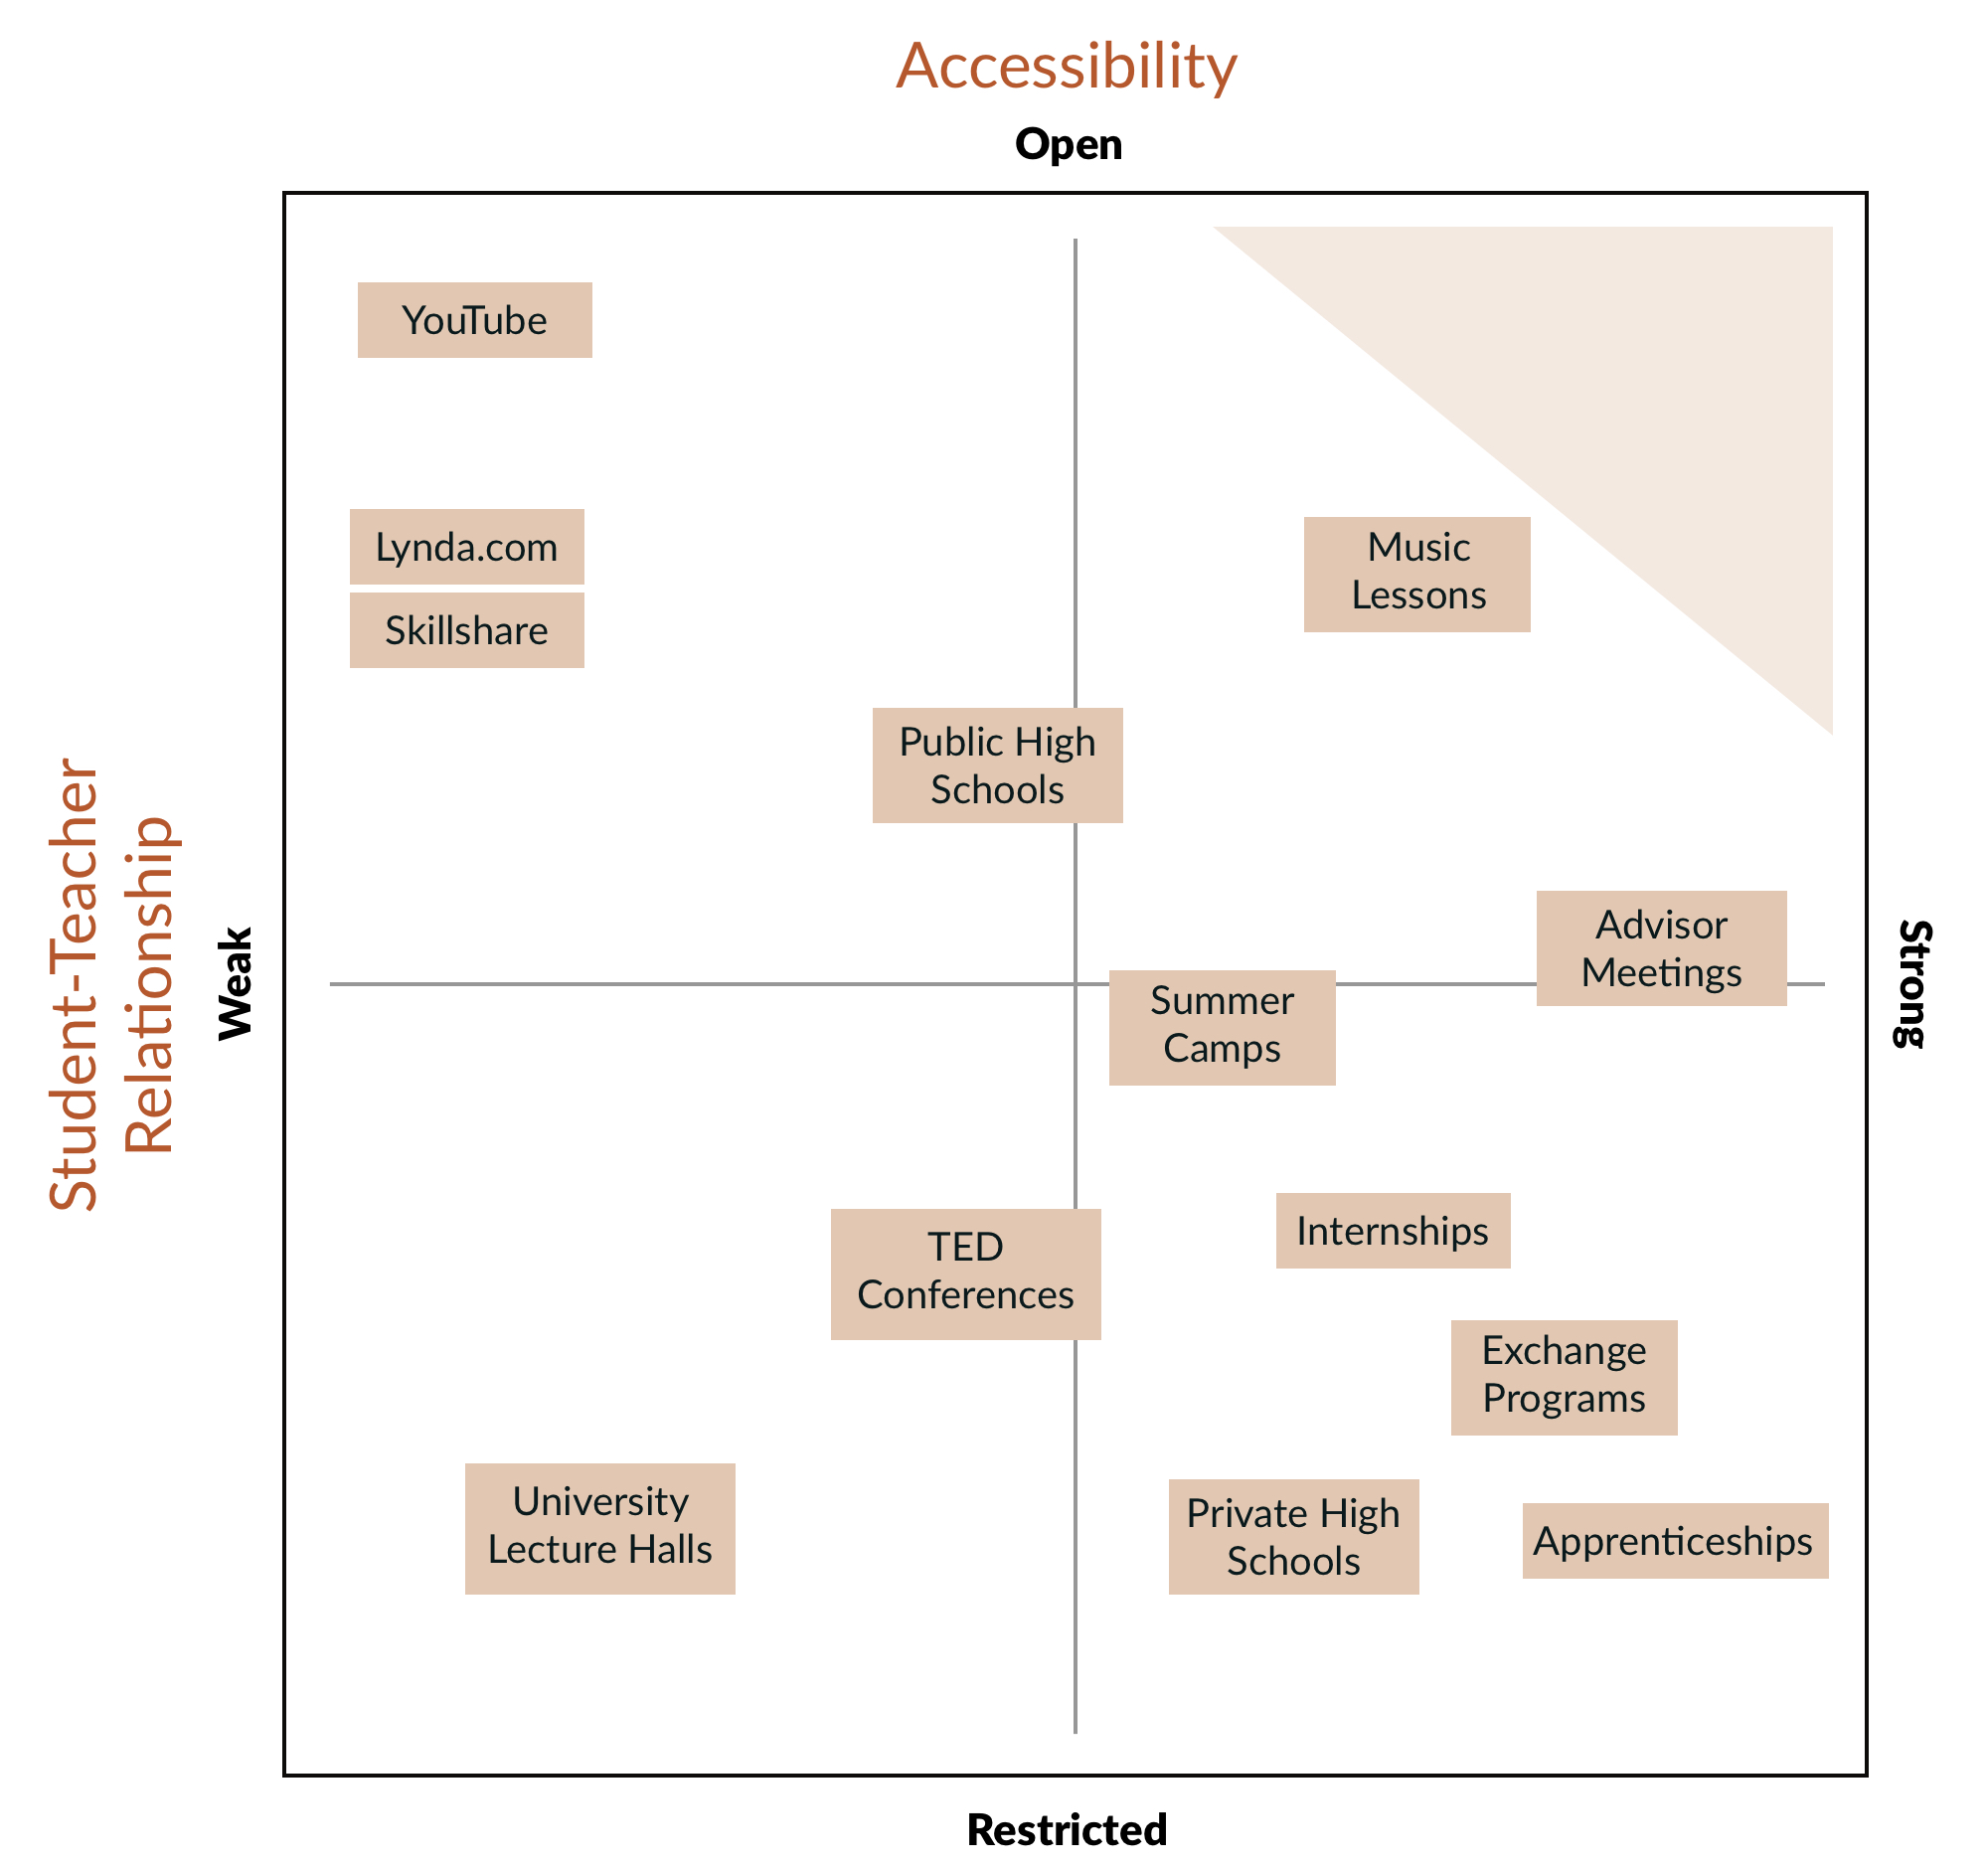 Accessibility
Open
YouTube
Lynda.com
Skillshare
Music
Lessons
Public High
Schools
Student-Teacher
Relationship
Weak
Advisor
Meetings
Strong
Summer
Camps
Internships
TED
Conferences
Exchange
Programs
University
Lecture Halls
Private High
Schools
Apprenticeships
Restricted